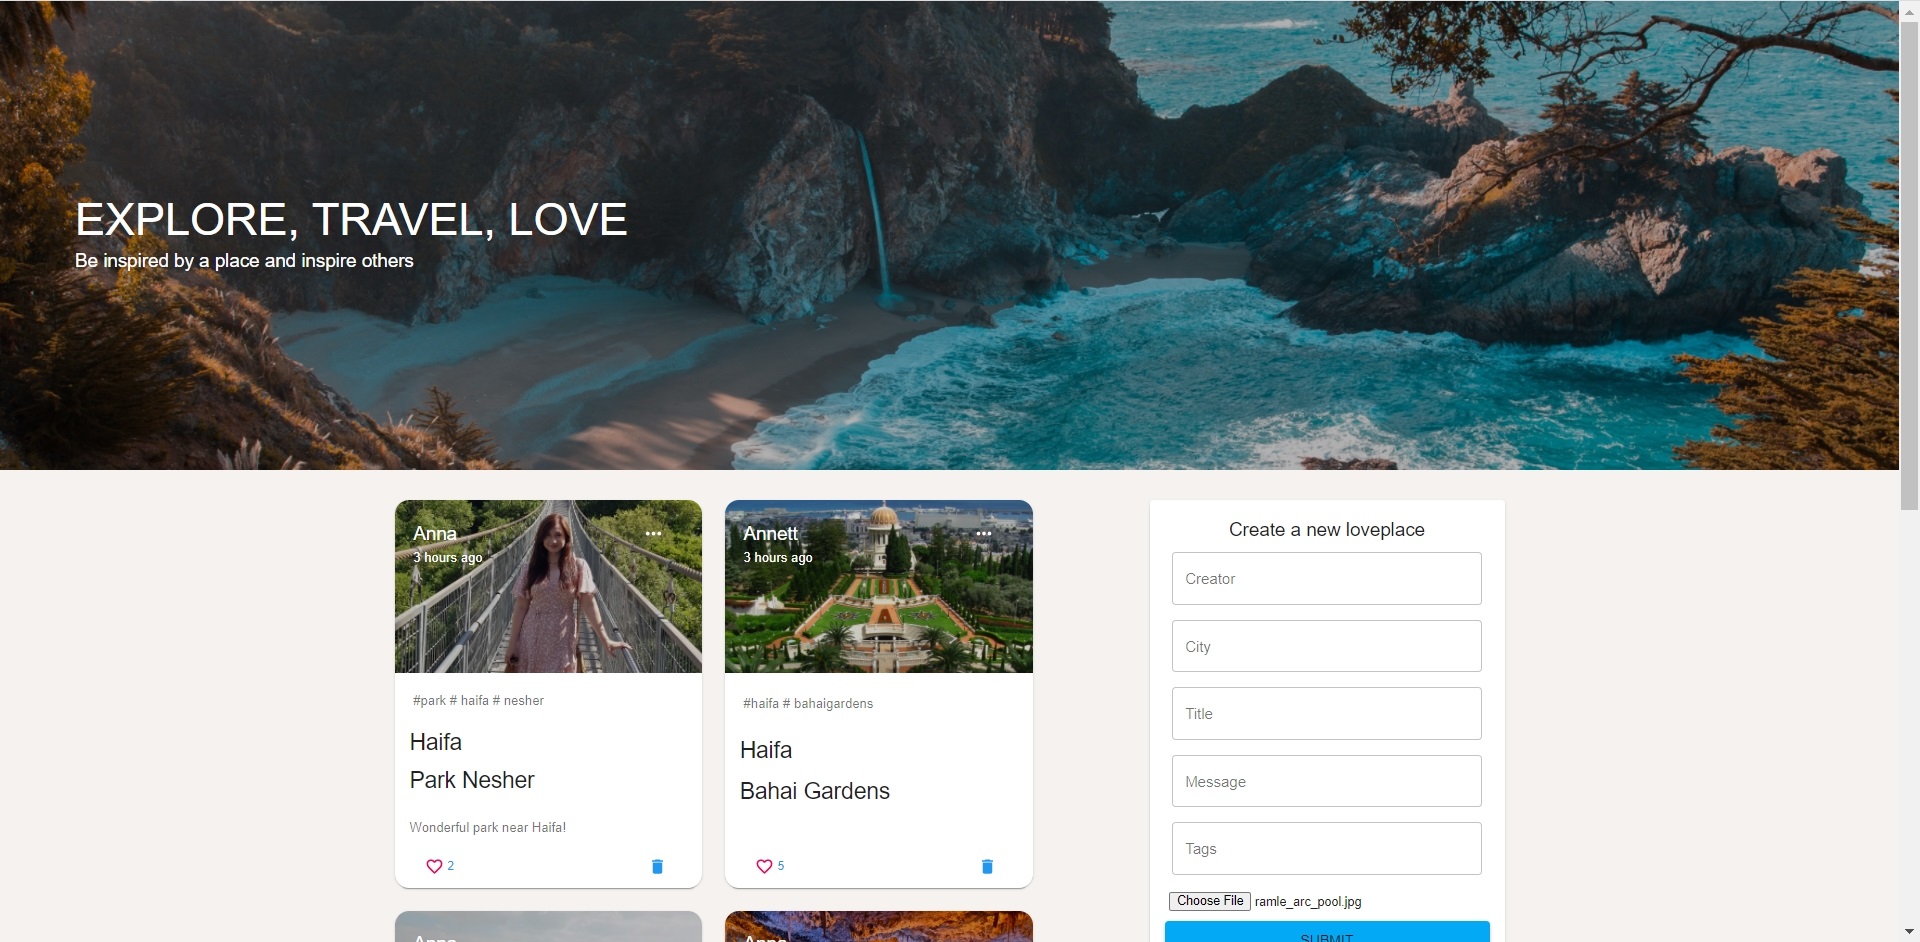 EXPLORE, TRAVEL, LOVE
Be inspired by a place and inspire others
Anna
3 hours ago
#park # haifa # nesher
Haifa
Park Nesher
Wonderful park near Haifa!
2
Annett
3 hours ago
#haifa # bahaigardens
Haifa
Bahai Gardens
5
Anna
Anna
Create a new loveplace
Creator
City
Title
Message
Tags
Choose File ramle_arc_pool.jpg
SUBMIT